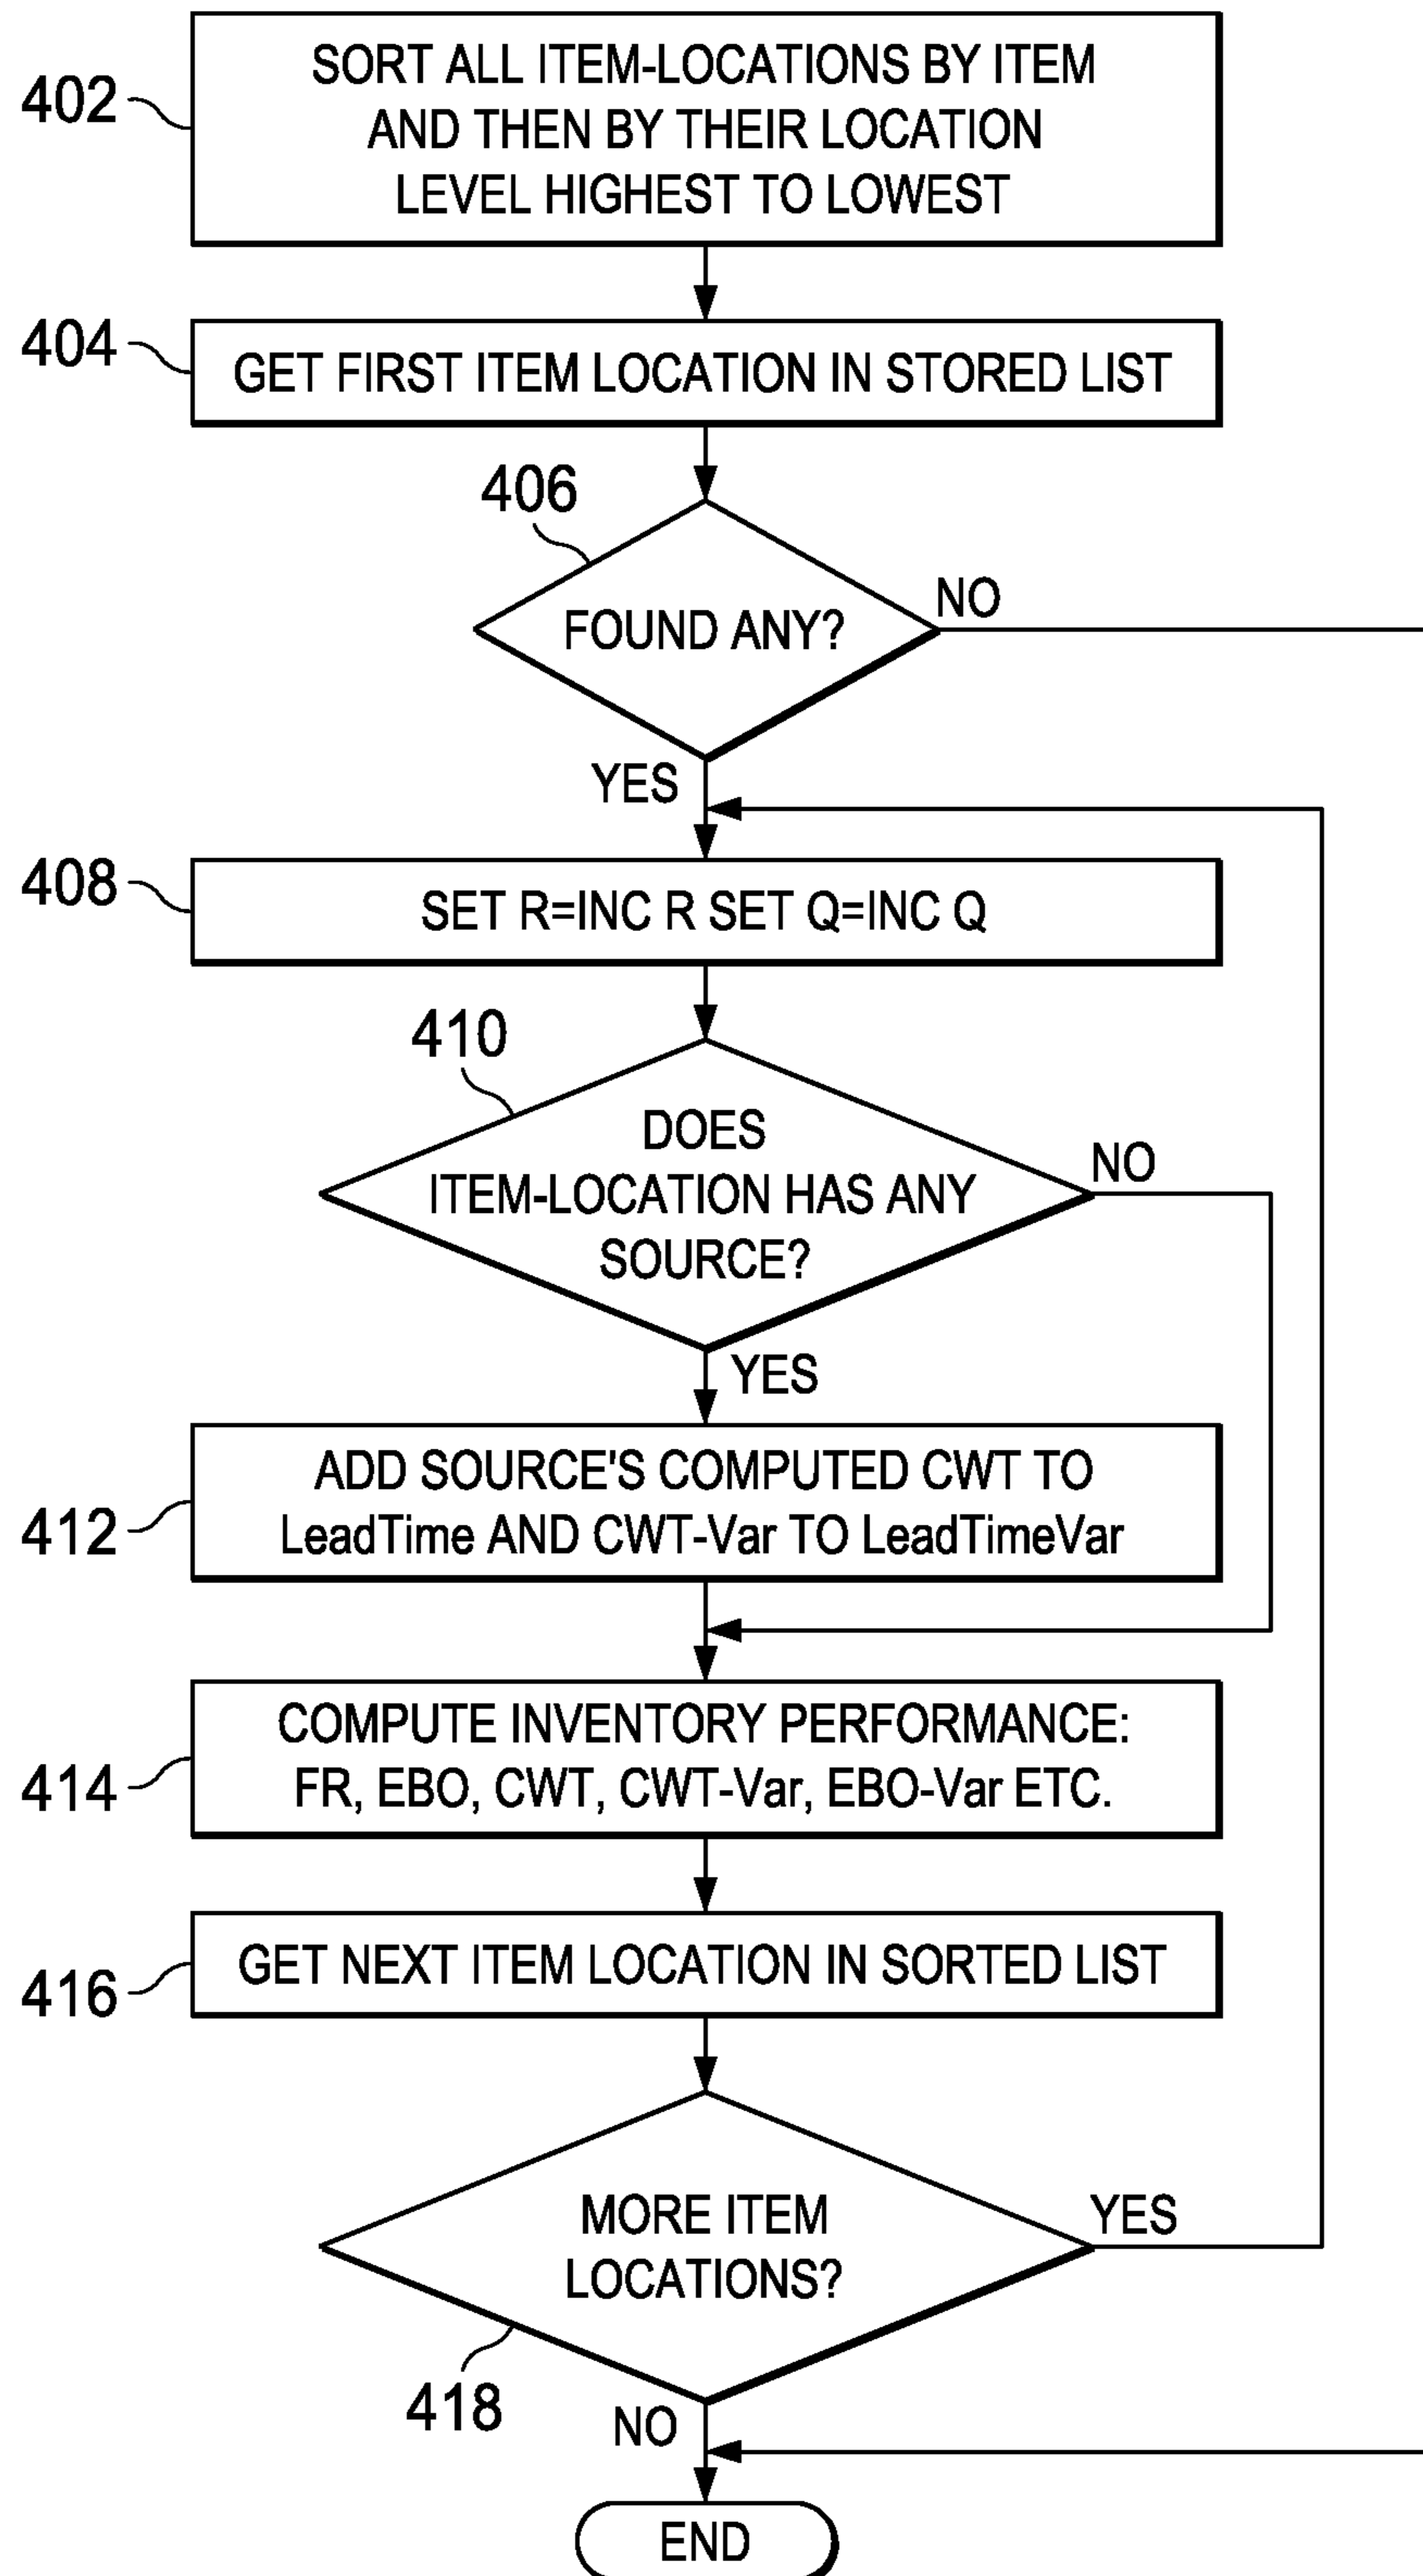 402
SORT ALL ITEM-LOCATIONS BY ITEM
AND THEN BY THEIR LOCATION
LEVEL HIGHEST TO LOWEST
404
GET FIRST ITEM LOCATION IN STORED LIST
406
FOUND ANY?
NO
YES
408
SET R=INC R SET Q=INC Q
410
DOES
ITEM-LOCATION HAS ANY
SOURCE?
NO
YES
412
ADD SOURCE'S COMPUTED CWT TO
LeadTime AND CWT-Var TO LeadTimeVar
414
COMPUTE INVENTORY PERFORMANCE:
FR, EBO, CWT, CWT-Var, EBO-Var ETC.
416
GET NEXT ITEM LOCATION IN SORTED LIST
MORE ITEM
LOCATIONS?
YES
418
NO
END